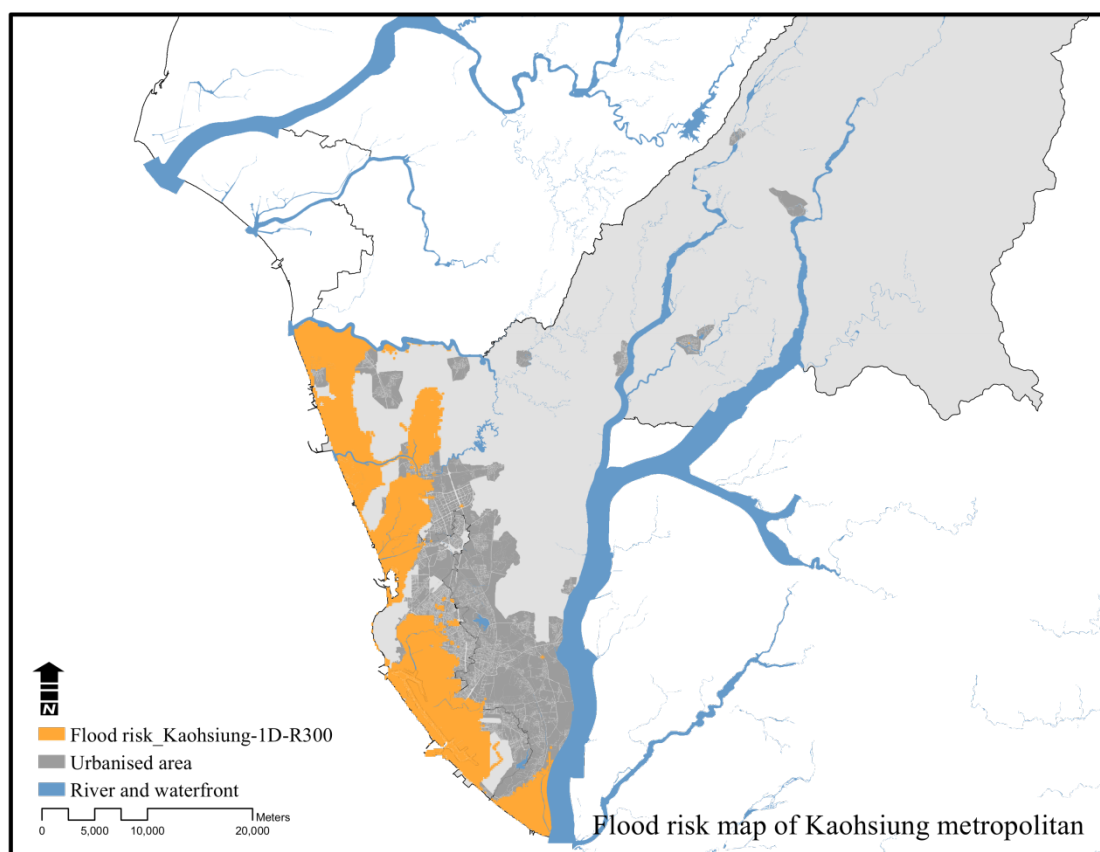 N
Flood risk_Kaohsiung-1D-R300
Urbanised area
River and waterfront
Meters
0 5,000 10,000 20,000
Flood risk map of Kaohsiung metropolitan